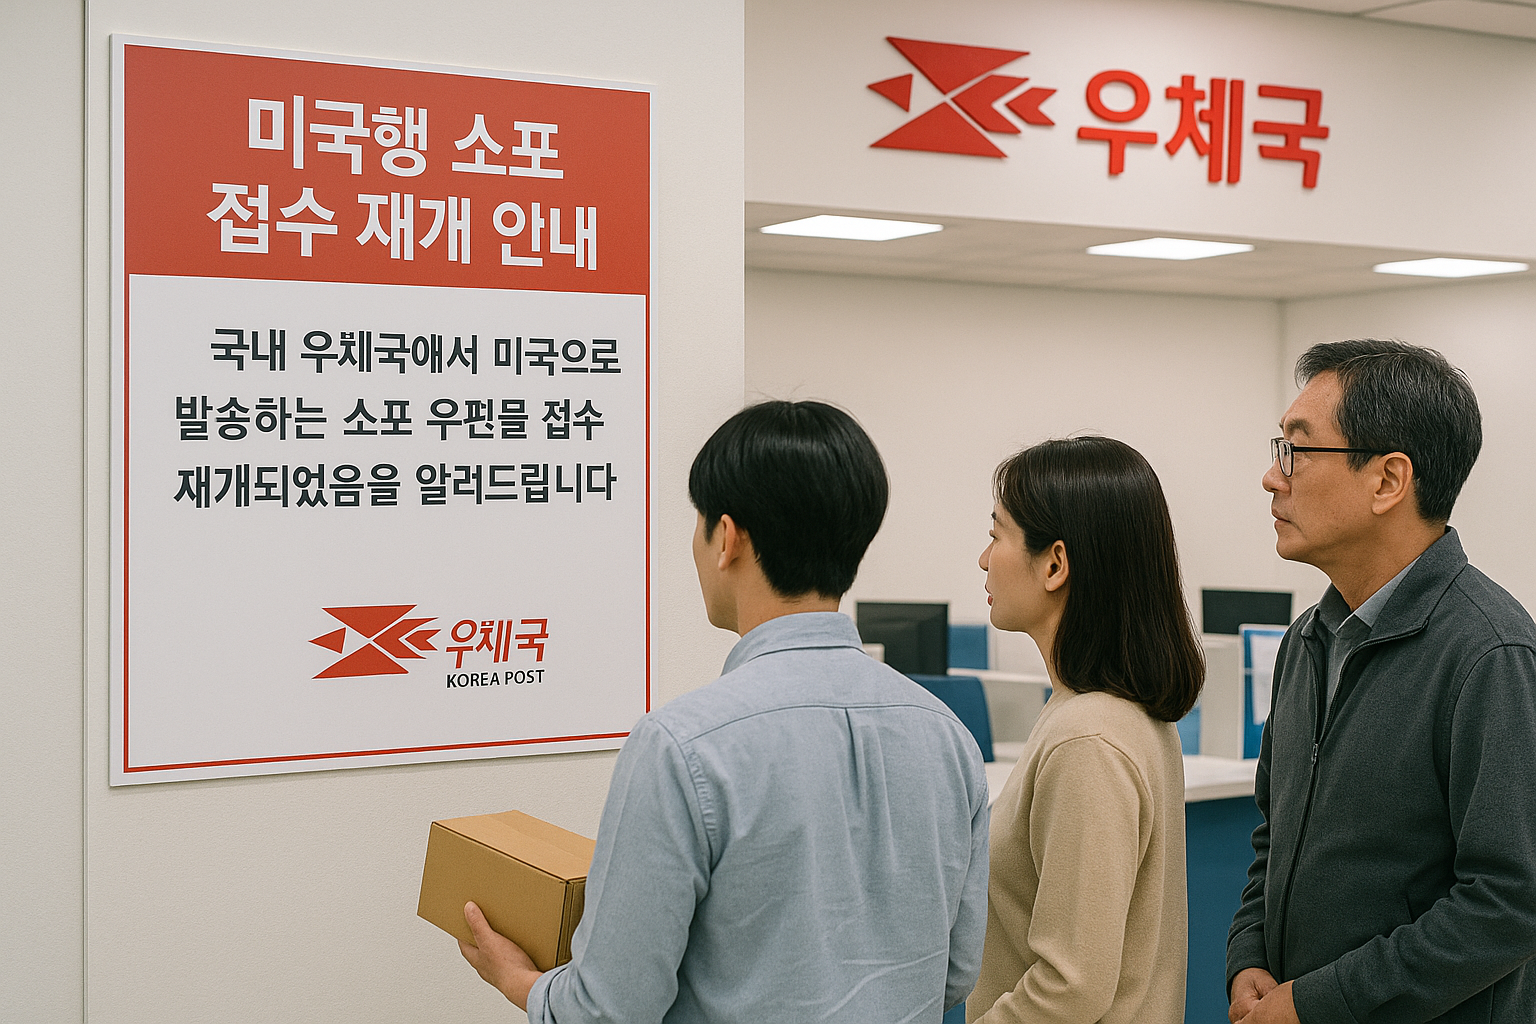 미국행 소포
접수 재개 안내
국내 우체국애서 미국으로
발송하는 소포 우편물 접수
재개되었음을 알려드립니다
우체국
KOREA POST
우체국